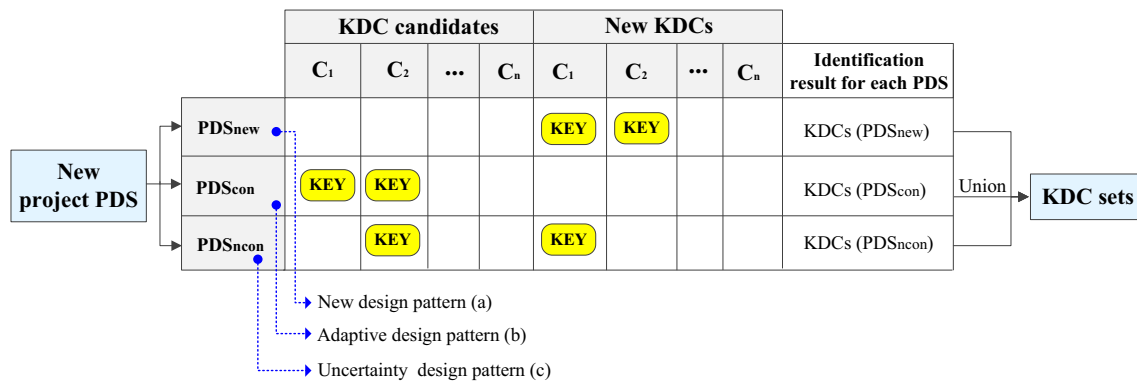 KDC candidates New KDCs
C1 C2 ... Cn C1 C2 ... Cn Identification
result for each PDS
PDSnew KEY KEY KDCs (PDSnew)
New
project PDS
PDScon KEY KEY KDCs (PDScon) Union KDC sets
PDSncon KEY KEY KDCs (PDSncon)
New design pattern (a)
Adaptive design pattern (b)
Uncertainty design pattern (c)